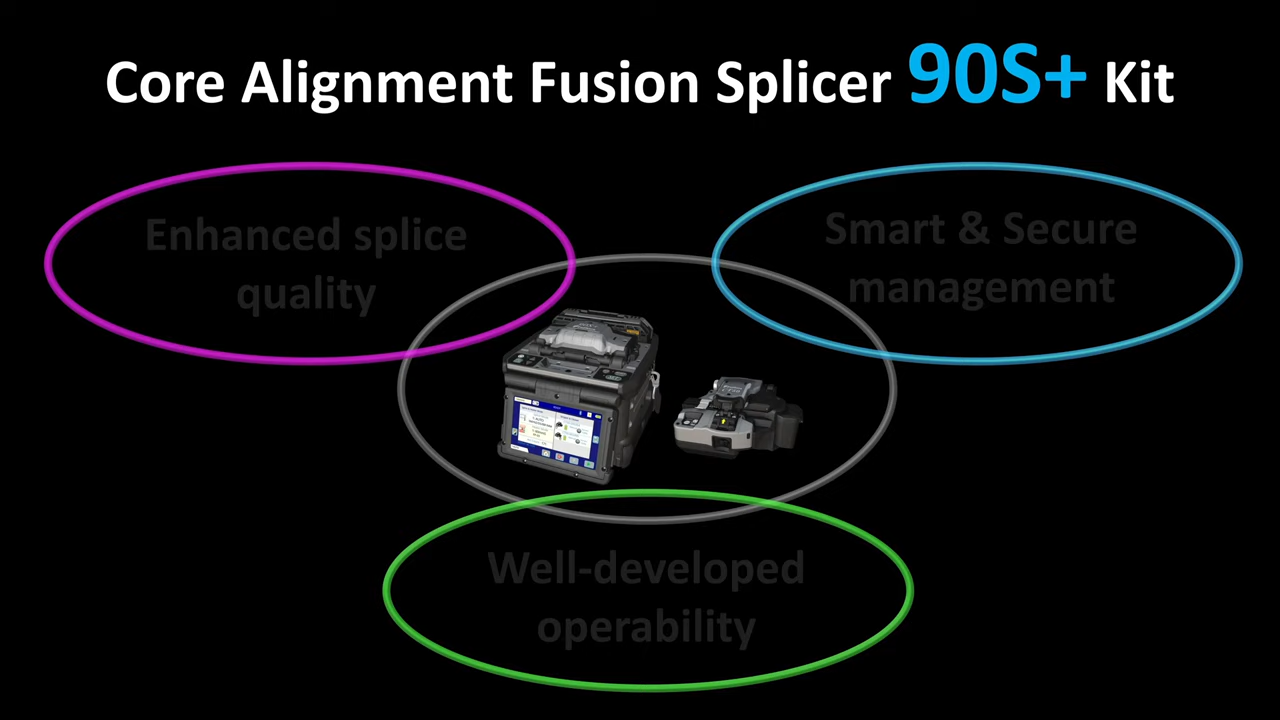 Core Alignment Fusion Splicer 90S+ Kit
Enhanced splice
quality
Smart & Secure
management
Well-developed
operability